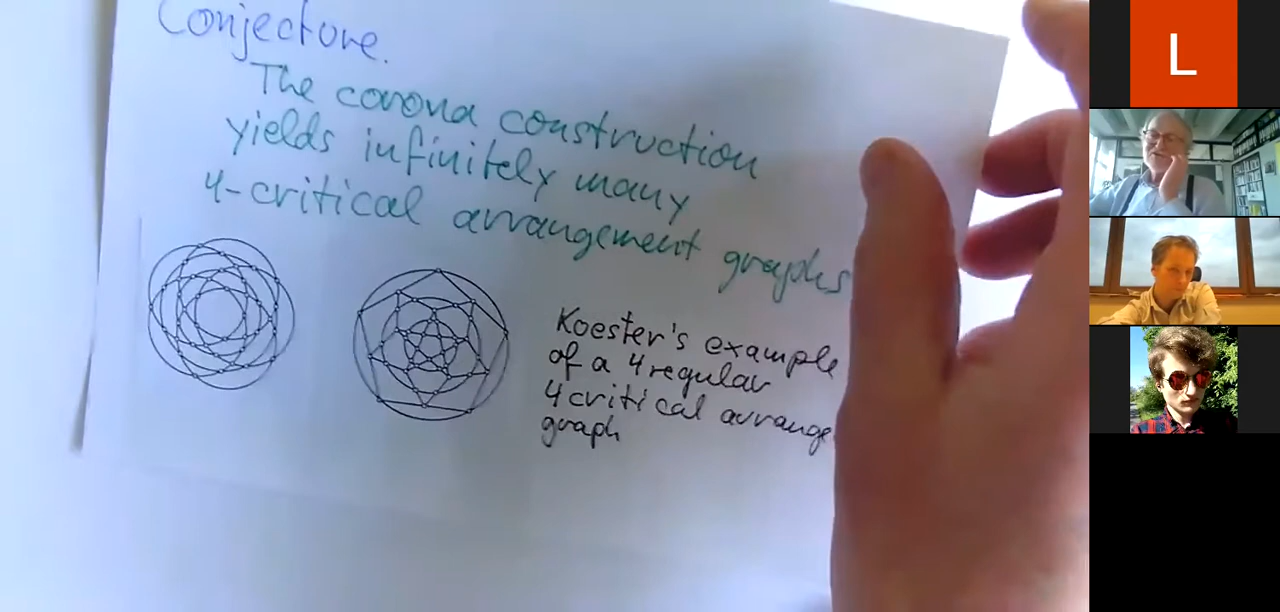 Conjecture.
The corona construction
yields infinitely many
4-critical arrangement graphs
Koester's example
of a 4regular
4critical arrange
graph
L